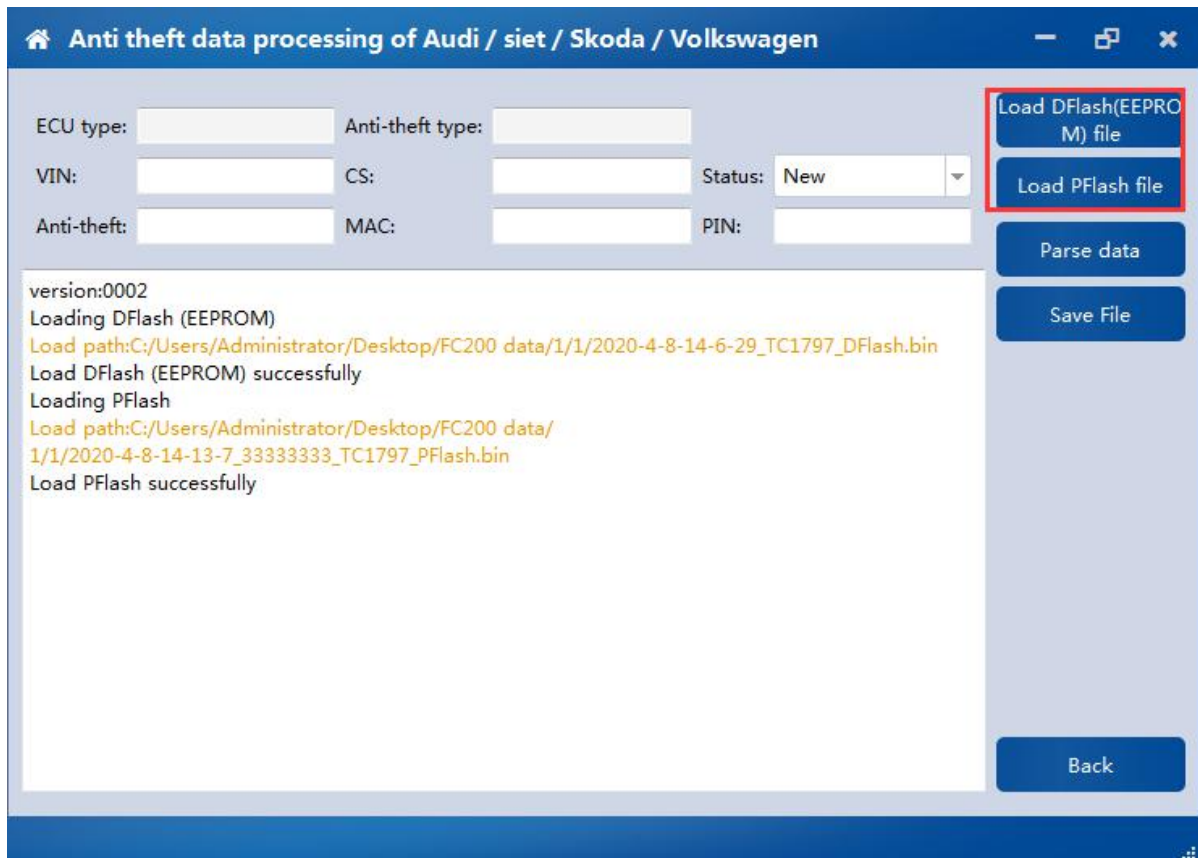 Anti theft data processing of Audi / siet / Skoda / Volkswagen
ECU type:
Anti-theft type:
Load DFlash(EEPRO
M) file
VIN:
CS:
Status: New
Load PFlash file
Anti-theft:
MAC:
PIN:
Parse data
Save File
version:0002
Loading DFlash (EEPROM)
Load path:C:/Users/Administrator/Desktop/FC200 data/1/1/2020-4-8-14-6-29_TC1797_DFlash.bin
Load DFlash (EEPROM) successfully
Loading PFlash
Load path:C:/Users/Administrator/Desktop/FC200 data/
1/1/2020-4-8-14-13-7_33333333_TC1797_PFlash.bin
Load PFlash successfully
Back